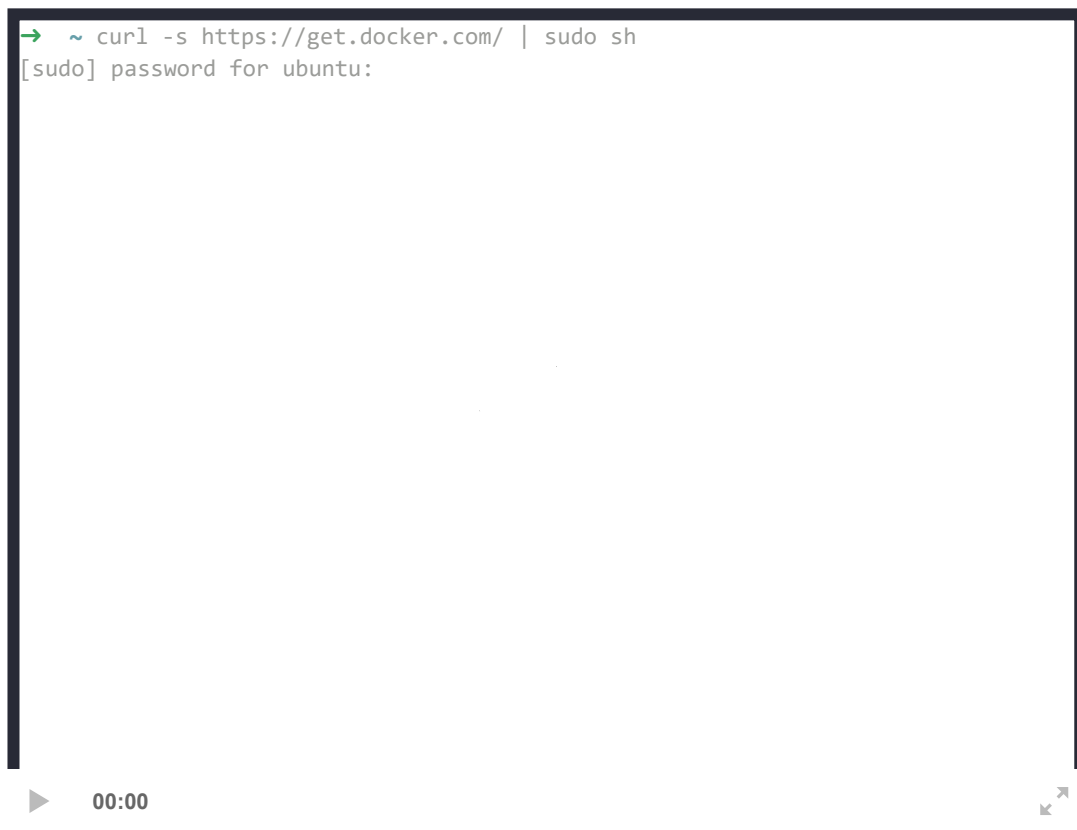 ➜  ~ curl -s https://get.docker.com/ | sudo sh
[sudo] password for ubuntu:
00:00